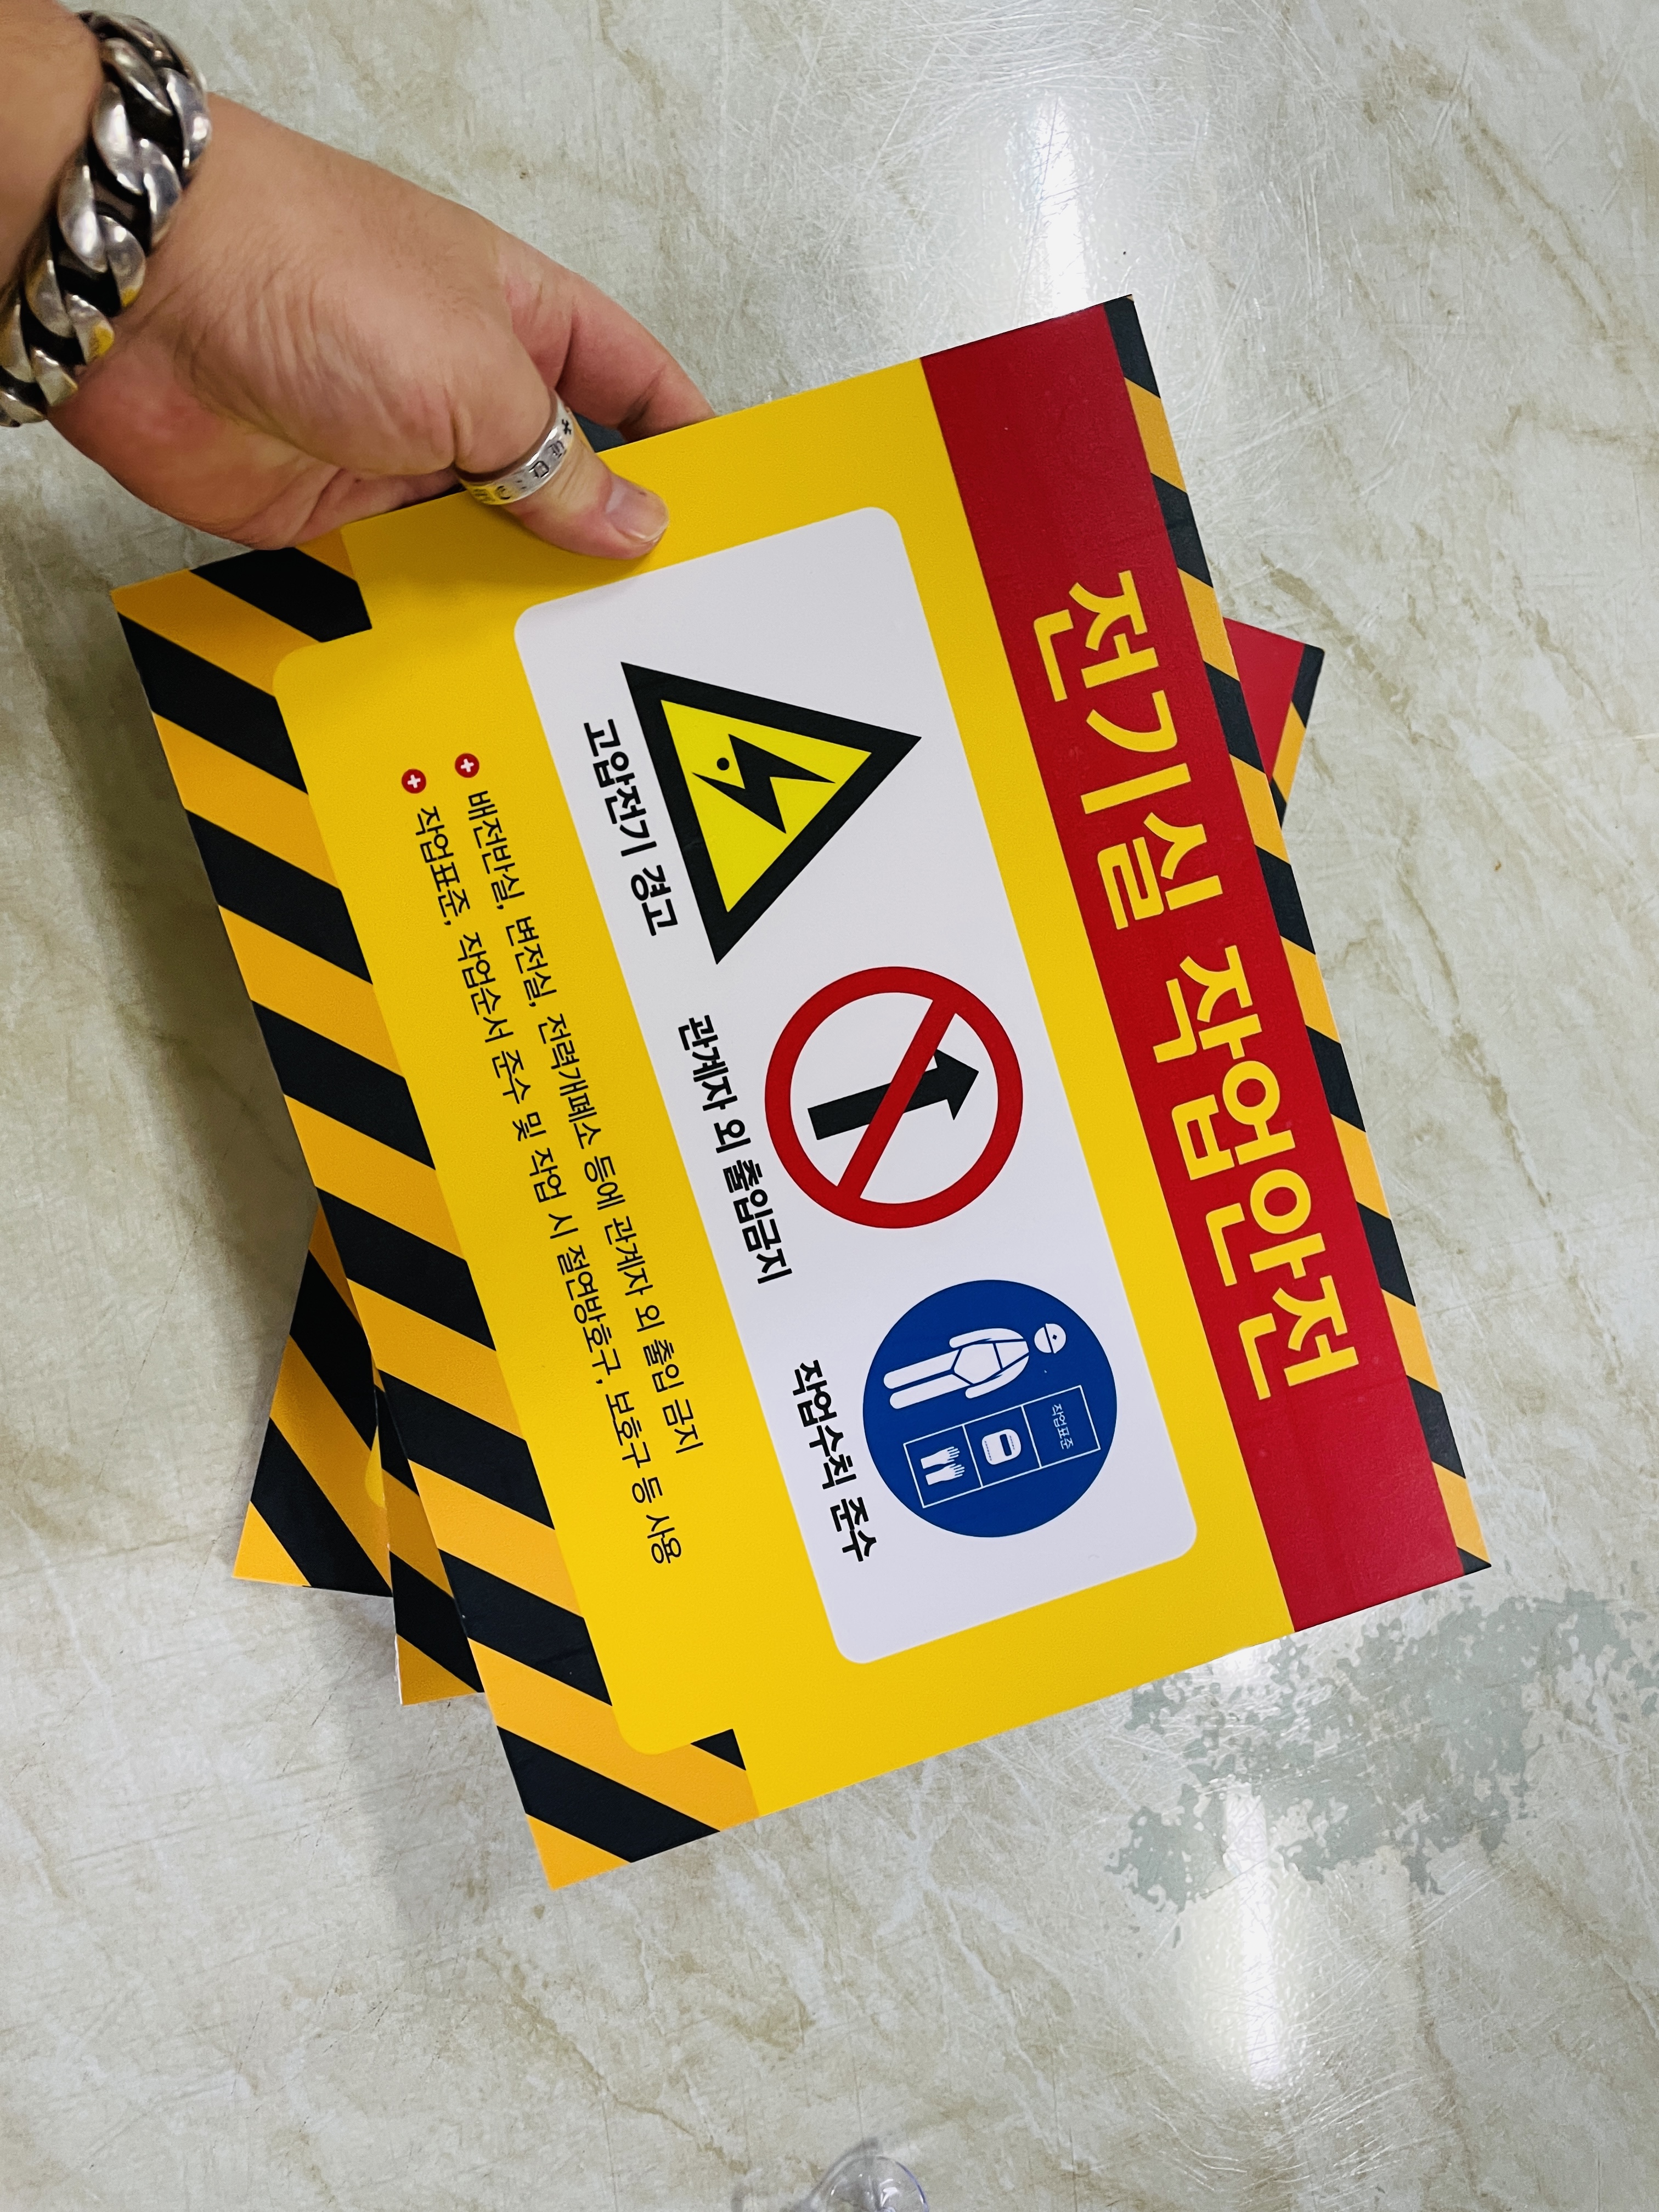 전기실 작업안전
작업표준
고압전기 경고
관계자 외 출입금지
작업수칙 준수
배전반실, 변전실, 전력개폐소 등에 관계자 외 출입 금지
작업표준, 작업순서 준수 및 작업 시 절연방호구, 보호구 등 사용